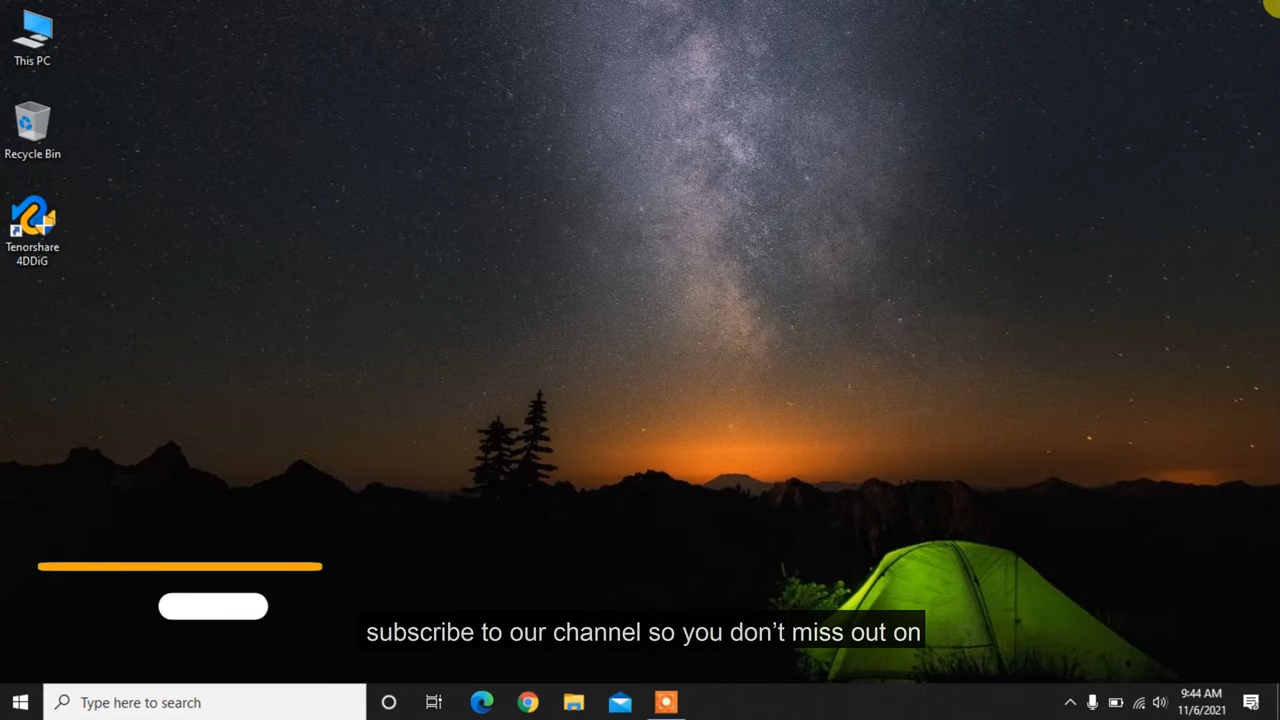 This PC
Recycle Bin
Tenorshare
4DDiG
subscribe to our channel so you don’t miss out on
Type here to search
9:44 AM
11/6/2021